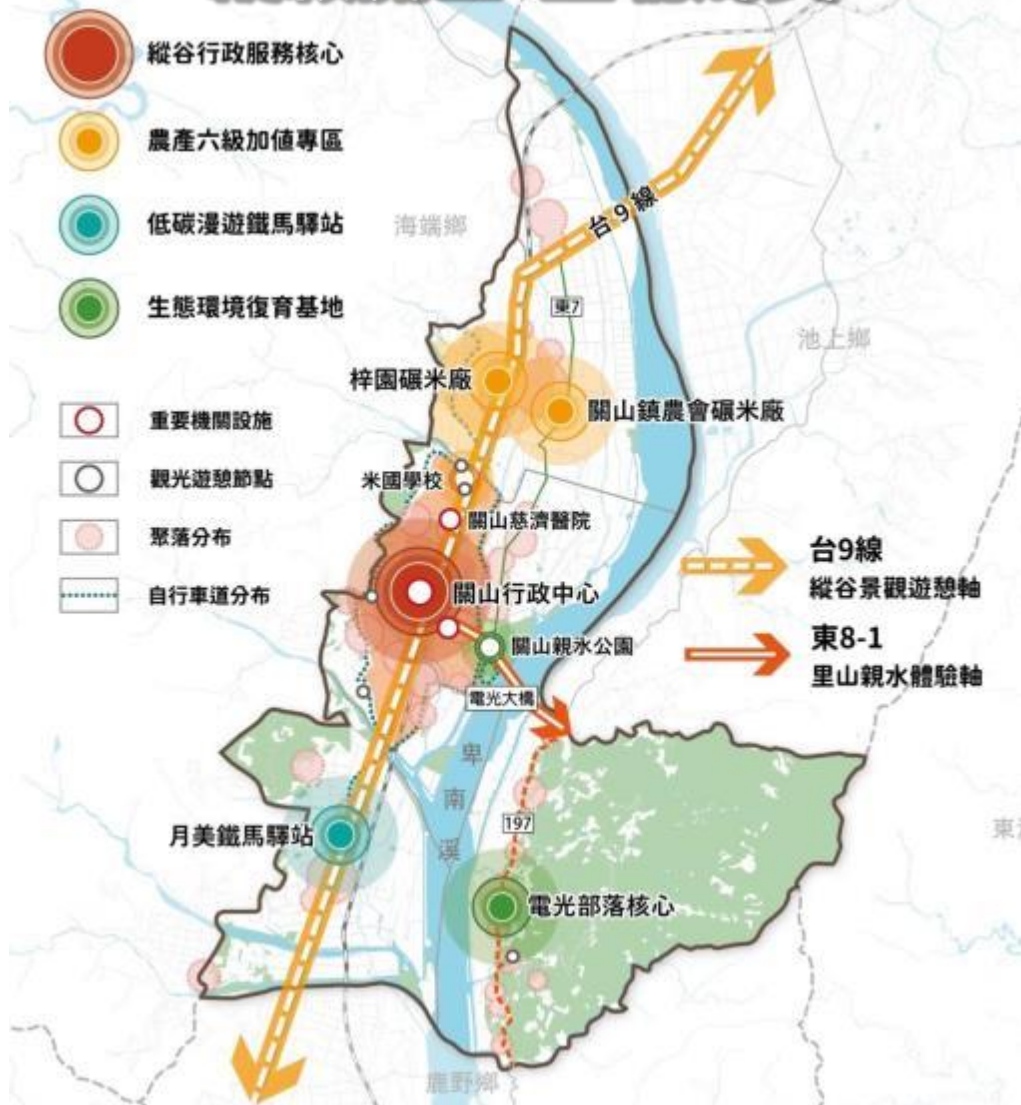 縱谷行政服務核心
農產六級加值專區
低碳漫遊鐵馬驛站
生態環境復育基地
重要機關設施
觀光遊憩節點
聚落分布
自行車道分布
海端鄉
台9線
東7
池上鄉
梓園碾米廠
關山鎮農會碾米廠
米國學校
關山慈濟醫院
關山行政中心
關山親水公園
電光大橋
台9線
縱谷景觀遊憩軸
東8-1
里山親水體驗軸
卑南溪
月美鐵馬驛站
197
電光部落核心
鹿野鄉